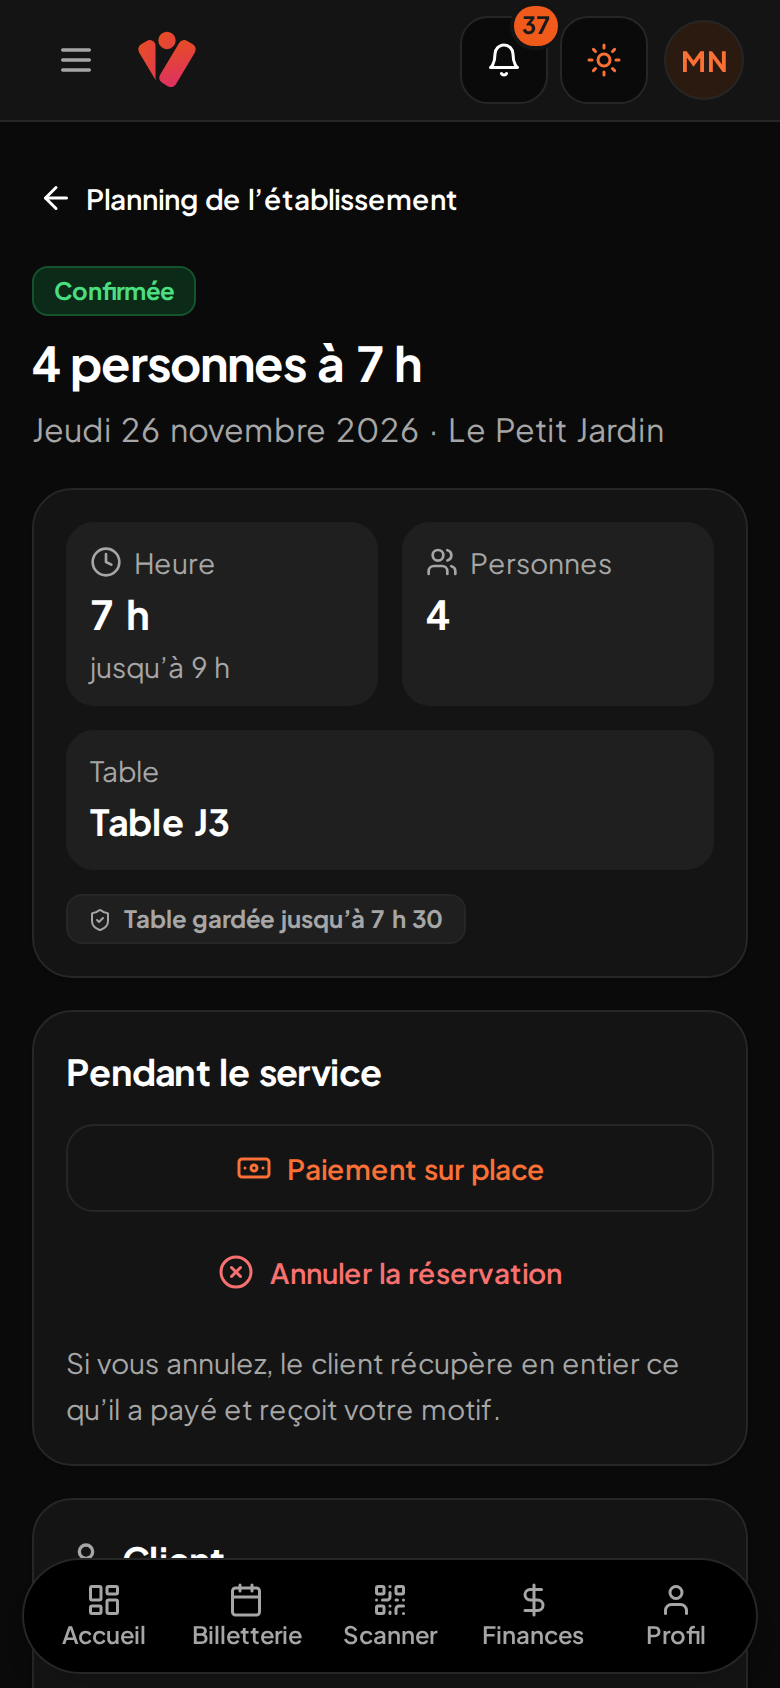 37
MN
Planning de l’établissement
Confirmée
4 personnes à 7 h
Jeudi 26 novembre 2026 · Le Petit Jardin
Heure
7 h
jusqu’à 9 h
Personnes
4
Table
Table J3
Table gardée jusqu’à 7 h 30
Pendant le service
Paiement sur place
Annuler la réservation
Si vous annulez, le client récupère en entier ce
qu’il a payé et reçoit votre motif.
Client
Accueil
Billetterie
Scanner
Finances
Profil